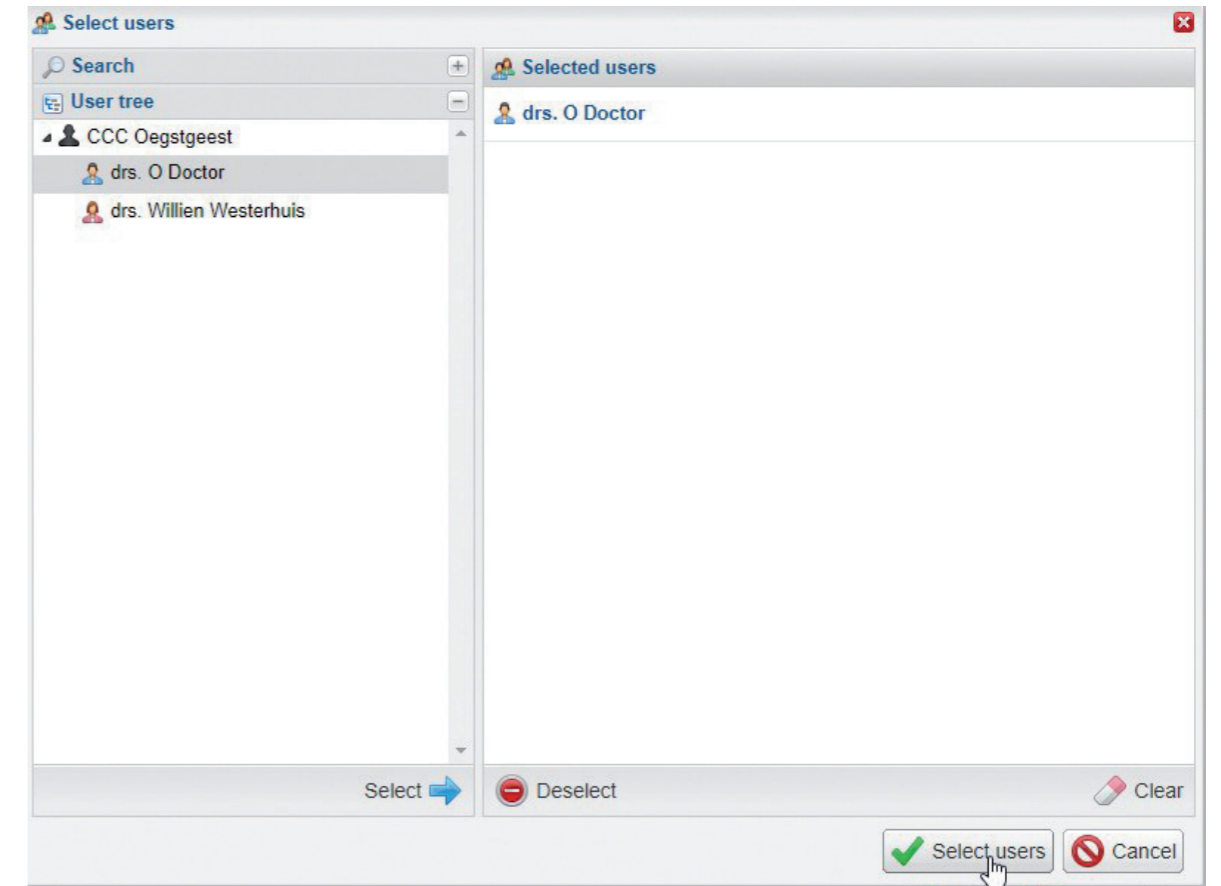 Select users
Search
User tree
CCC Oegstgeest
drs. O Doctor
drs. Willien Westerhuis
Select
Selected users
drs. O Doctor
Deselect
Clear
Select users
Cancel